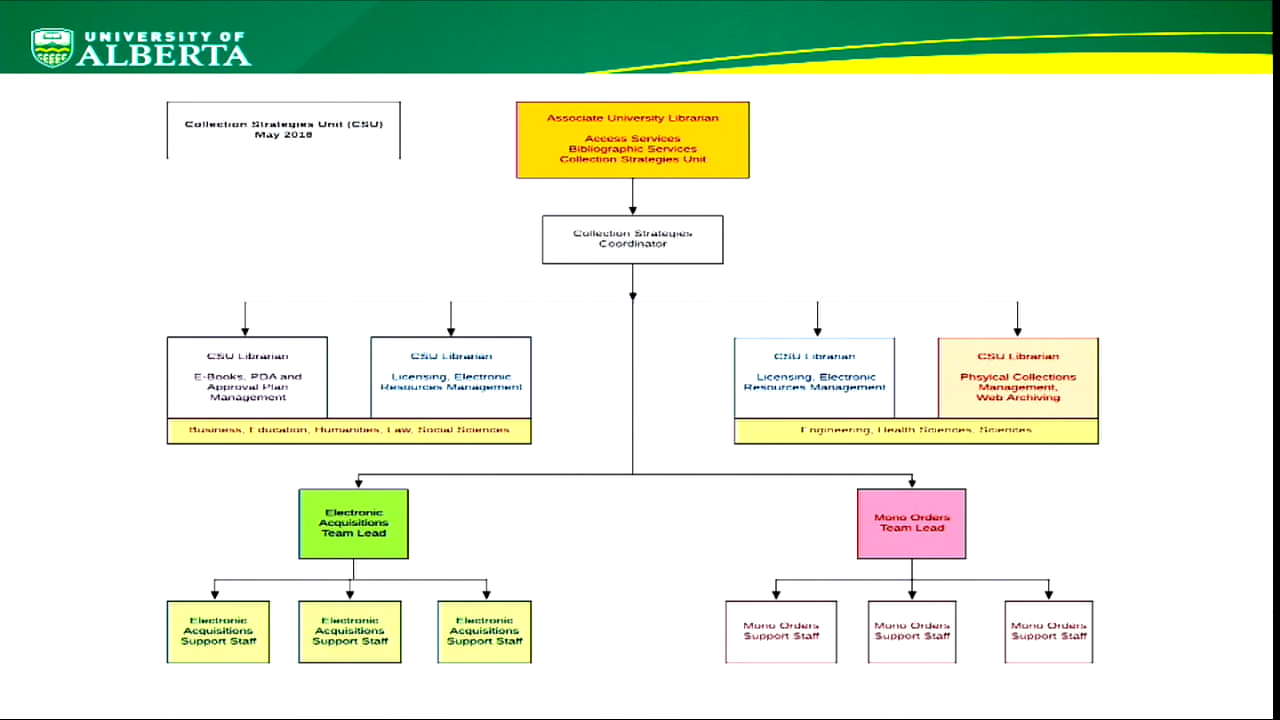 UNIVERSITY OF
ALBERTA
Collection Strategies Unit (CSU)
May 2018
Associate University Librarian
Access Services
Bibliographic Services
Collection Strategies Unit
Collection Strategies
Coordinator
CSU Librarian
E-Books, PDA and
Approval Plan
Management
CSU Librarian
Licensing, Electronic
Resources Management
Business, Education, Humanities, Law, Social Sciences
CSU Librarian
Licensing, Electronic
Resources Management
CSU Librarian
Phsyical Collections
Management,
Web Archiving
Engineering, Health Sciences, Sciences
Electronic
Acquisitions
Team Lead
Mono Orders
Team Lead
Electronic
Acquisitions
Support Staff
Electronic
Acquisitions
Support Staff
Electronic
Acquisitions
Support Staff
Mono Orders
Support Staff
Mono Orders
Support Staff
Mono Orders
Support Staff